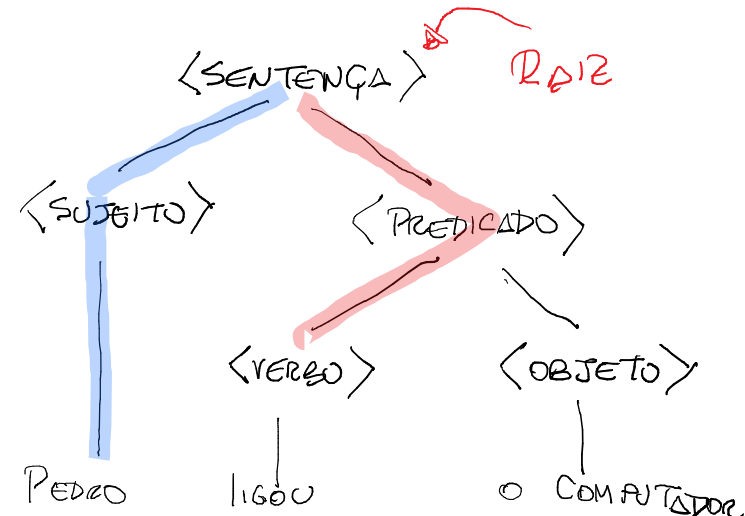 <SENTENÇA>
RAIZ
<SUJEITO>
<PREDICADO>
<VERBO>
<OBJETO>
PEDRO
LIGOU
O COMPUTADOR